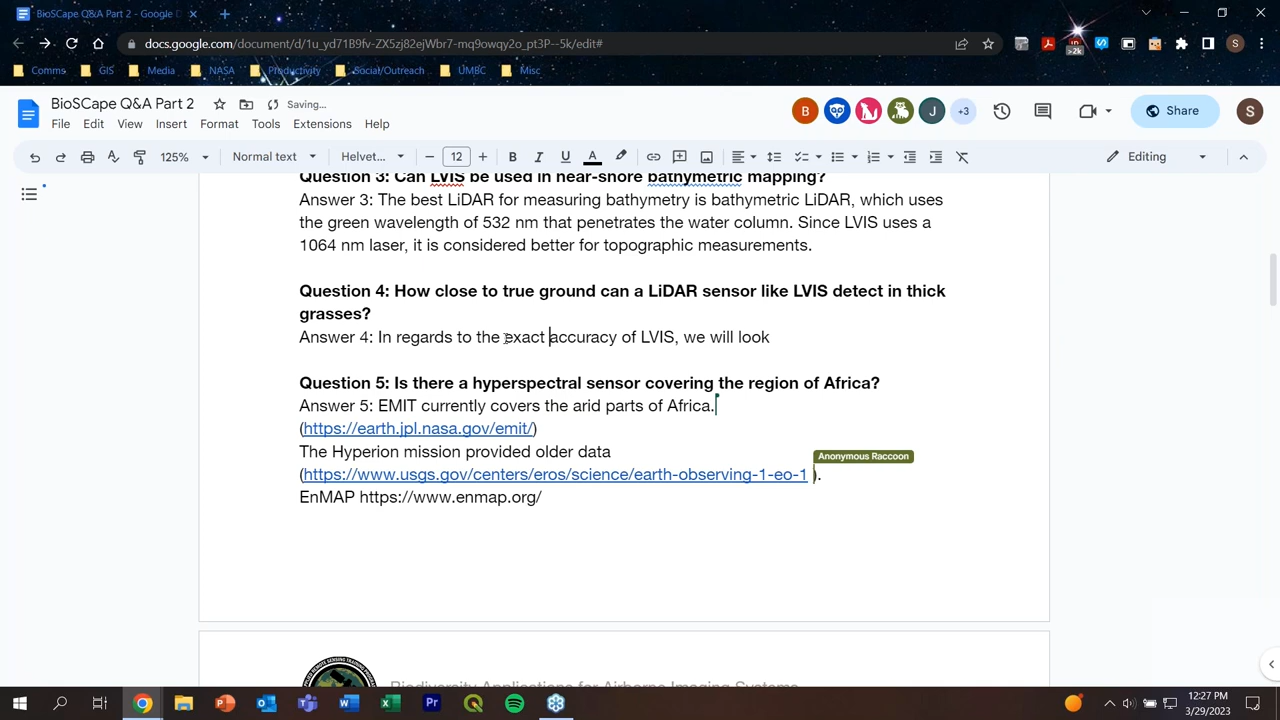 BioSCape Q&A Part 2 - Google D
docs.google.com/document/d/1u_yd71B9fv-ZX5zj82ejWbr7-mq9owqy2o_pt3P--5k/edit#
>2k
S
Comms GIS Media NASA Productivity Social/Outreach UMBC Misc
BioSCape Q&A Part 2 Saving...
B J +3 Share S
File Edit View Insert Format Tools Extensions Help
125% Normal text Helvet... 12 B I U A Editing
Question 3: Can LVIS be used in near-shore bathymetric mapping?
Answer 3: The best LiDAR for measuring bathymetry is bathymetric LiDAR, which uses
the green wavelength of 532 nm that penetrates the water column. Since LVIS uses a
1064 nm laser, it is considered better for topographic measurements.
Question 4: How close to true ground can a LiDAR sensor like LVIS detect in thick
grasses?
Answer 4: In regards to the exact accuracy of LVIS, we will look
Question 5: Is there a hyperspectral sensor covering the region of Africa?
Answer 5: EMIT currently covers the arid parts of Africa.
(https://earth.jpl.nasa.gov/emit/)
The Hyperion mission provided older data
Anonymous Raccoon
(https://www.usgs.gov/centers/eros/science/earth-observing-1-eo-1 ).
EnMAP https://www.enmap.org/
Biodiversity Applications for Airborne Imaging Systems
12:27 PM
3/29/2023